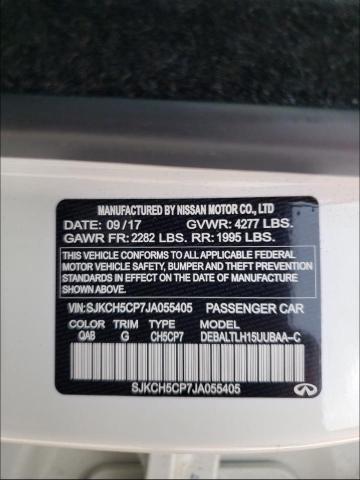 MANUFACTURED BY NISSAN MOTOR CO., LTD
DATE: 09/17 GVWR: 4277 LBS.
GAWR FR: 2282 LBS. RR: 1995 LBS.
THIS VEHICLE CONFORMS TO ALL APPLICABLE FEDERAL
MOTOR VEHICLE SAFETY, BUMPER AND THEFT PREVENTION
STANDARDS IN EFFECT ON THE DATE OF MANUFACTURE
SHOWN ABOVE.
VIN: SJKCH5CP7JA055405 PASSENGER CAR
COLOR TRIM TYPE MODEL
QAB G CH5CP7 DEBALTLH15UUBAA-C
SJKCH5CP7JA055405